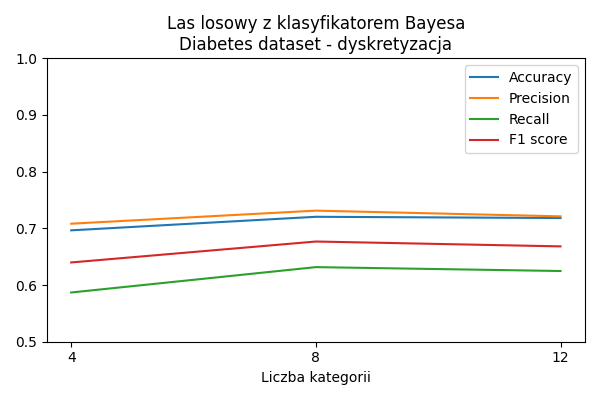 Las losowy z klasyfikatorem Bayesa
Diabetes dataset - dyskretyzacja
1.0
0.9
0.8
0.7
0.6
0.5
Accuracy
Precision
Recall
F1 score
4
8
12
Liczba kategorii